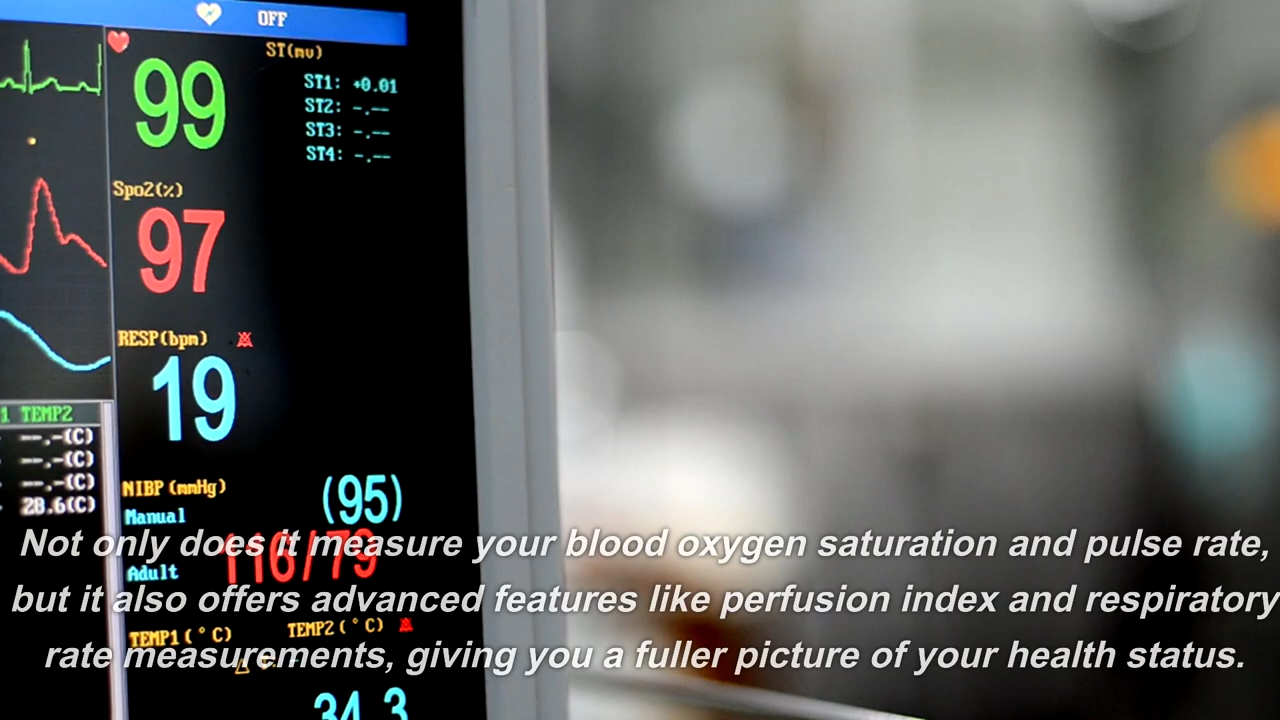 OFF
ST(mv)
99
ST1: +0.01
ST2: -.--
ST3: -.--
ST4: -.--
Spo2(%)
97
RESP(bpm)
19
1 TEMP2
--.-(C)
--.-(C)
--.-(C)
28.6(C)
NIBP (mmHg)
Manual
(95)
116/79
Adult
Not only does it measure your blood oxygen saturation and pulse rate,
but it also offers advanced features like perfusion index and respiratory
rate measurements, giving you a fuller picture of your health status.
TEMP1(°C) TEMP2(°C)
34.3